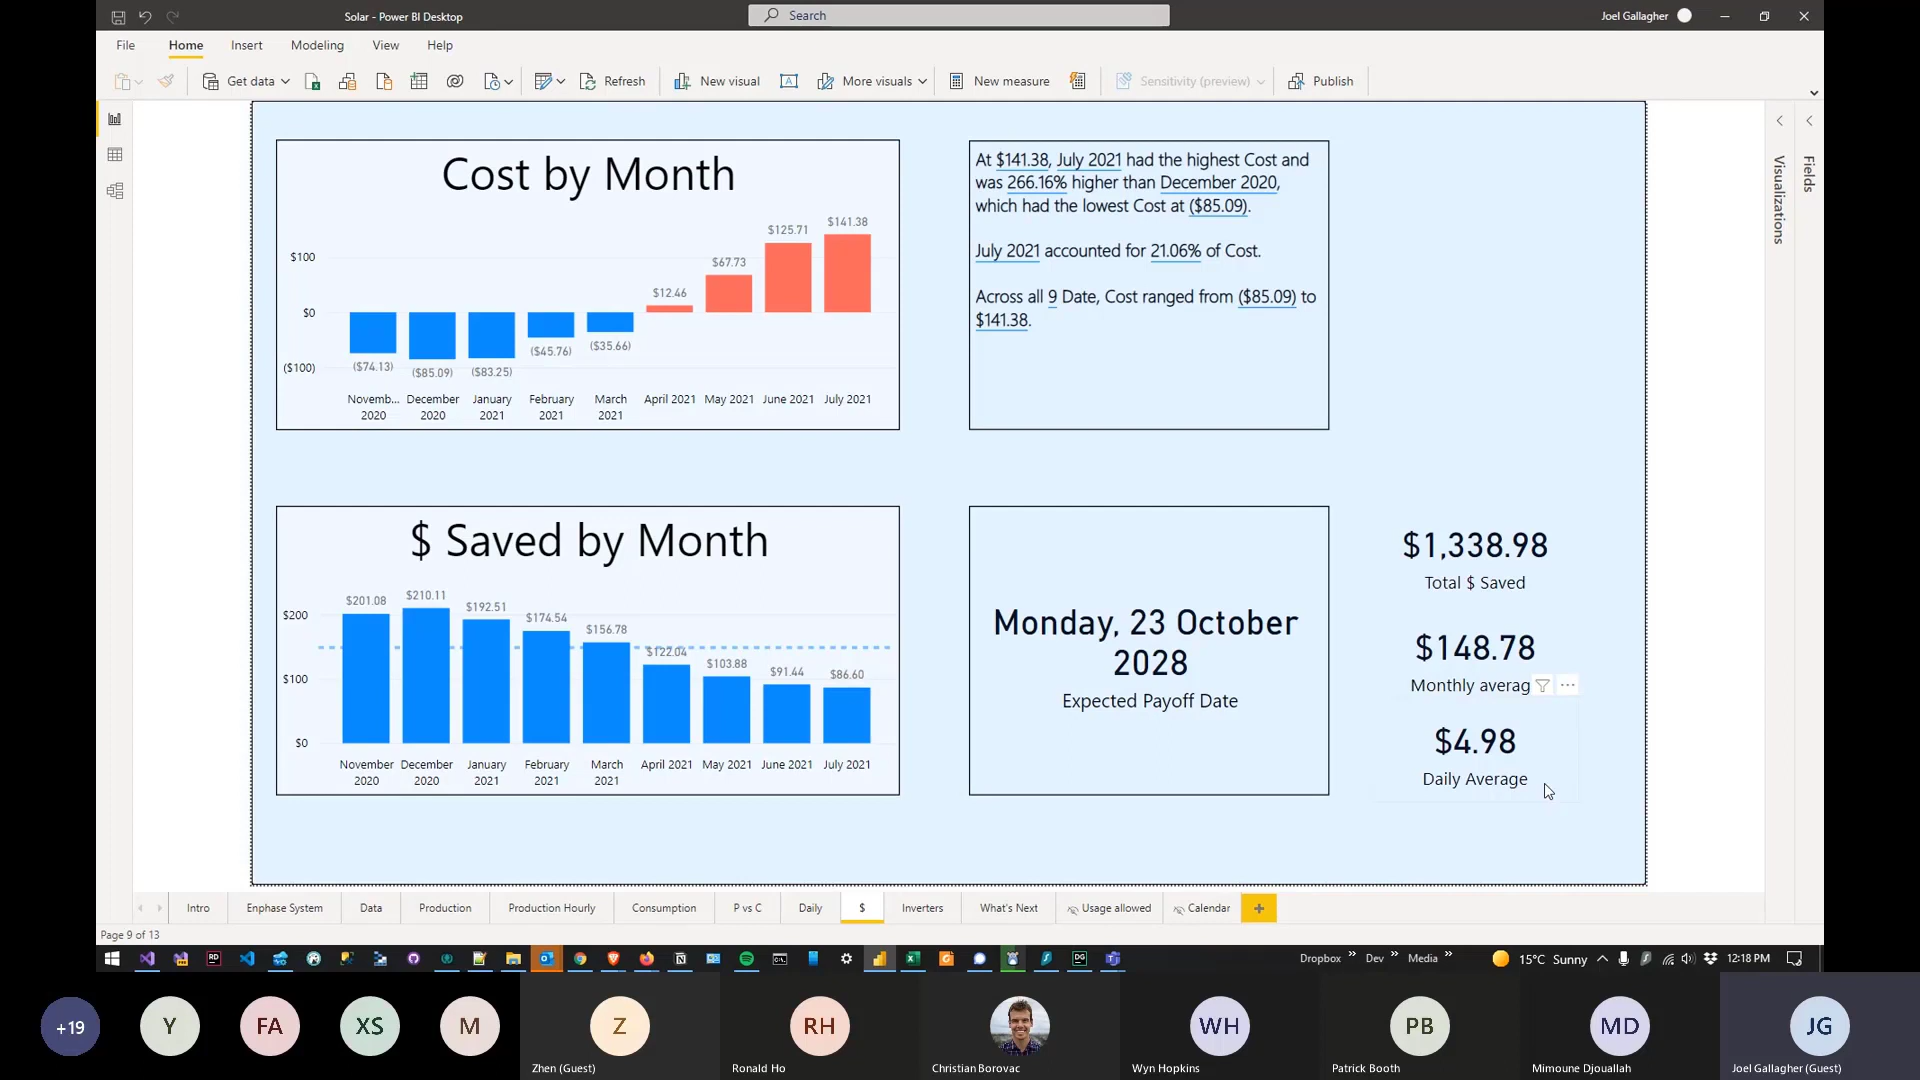 Solar - Power BI Desktop
Search
Joel Gallagher
File Home Insert Modeling View Help
Get data
Refresh
New visual
More visuals
New measure
Sensitivity (preview)
Publish
Cost by Month
$100
$0
($100)
($74.13)
($85.09)
($83.25)
($45.76)
($35.66)
$12.46
$67.73
$125.71
$141.38
Novemb...
2020
December
2020
January
2021
February
2021
March
2021
April 2021
May 2021
June 2021
July 2021
At $141.38, July 2021 had the highest Cost and
was 266.16% higher than December 2020,
which had the lowest Cost at ($85.09).
July 2021 accounted for 21.06% of Cost.
Across all 9 Date, Cost ranged from ($85.09) to
$141.38.
Visualizations
Fields
$ Saved by Month
$200
$100
$0
$201.08
$210.11
$192.51
$174.54
$156.78
$122.04
$103.88
$91.44
$86.60
November
2020
December
2020
January
2021
February
2021
March
2021
April 2021
May 2021
June 2021
July 2021
Monday, 23 October
2028
Expected Payoff Date
$1,338.98
Total $ Saved
$148.78
Monthly averag
$4.98
Daily Average
Intro
Enphase System
Data
Production
Production Hourly
Consumption
P vs C
Daily
$
Inverters
What's Next
Usage allowed
Calendar
+
Page 9 of 13
Dropbox
Dev
Media
15°C Sunny
12:18 PM
+19
Y
FA
XS
M
Z
Zhen (Guest)
RH
Ronald Ho
Christian Borovac
WH
Wyn Hopkins
PB
Patrick Booth
MD
Mimoune Djouallah
JG
Joel Gallagher (Guest)